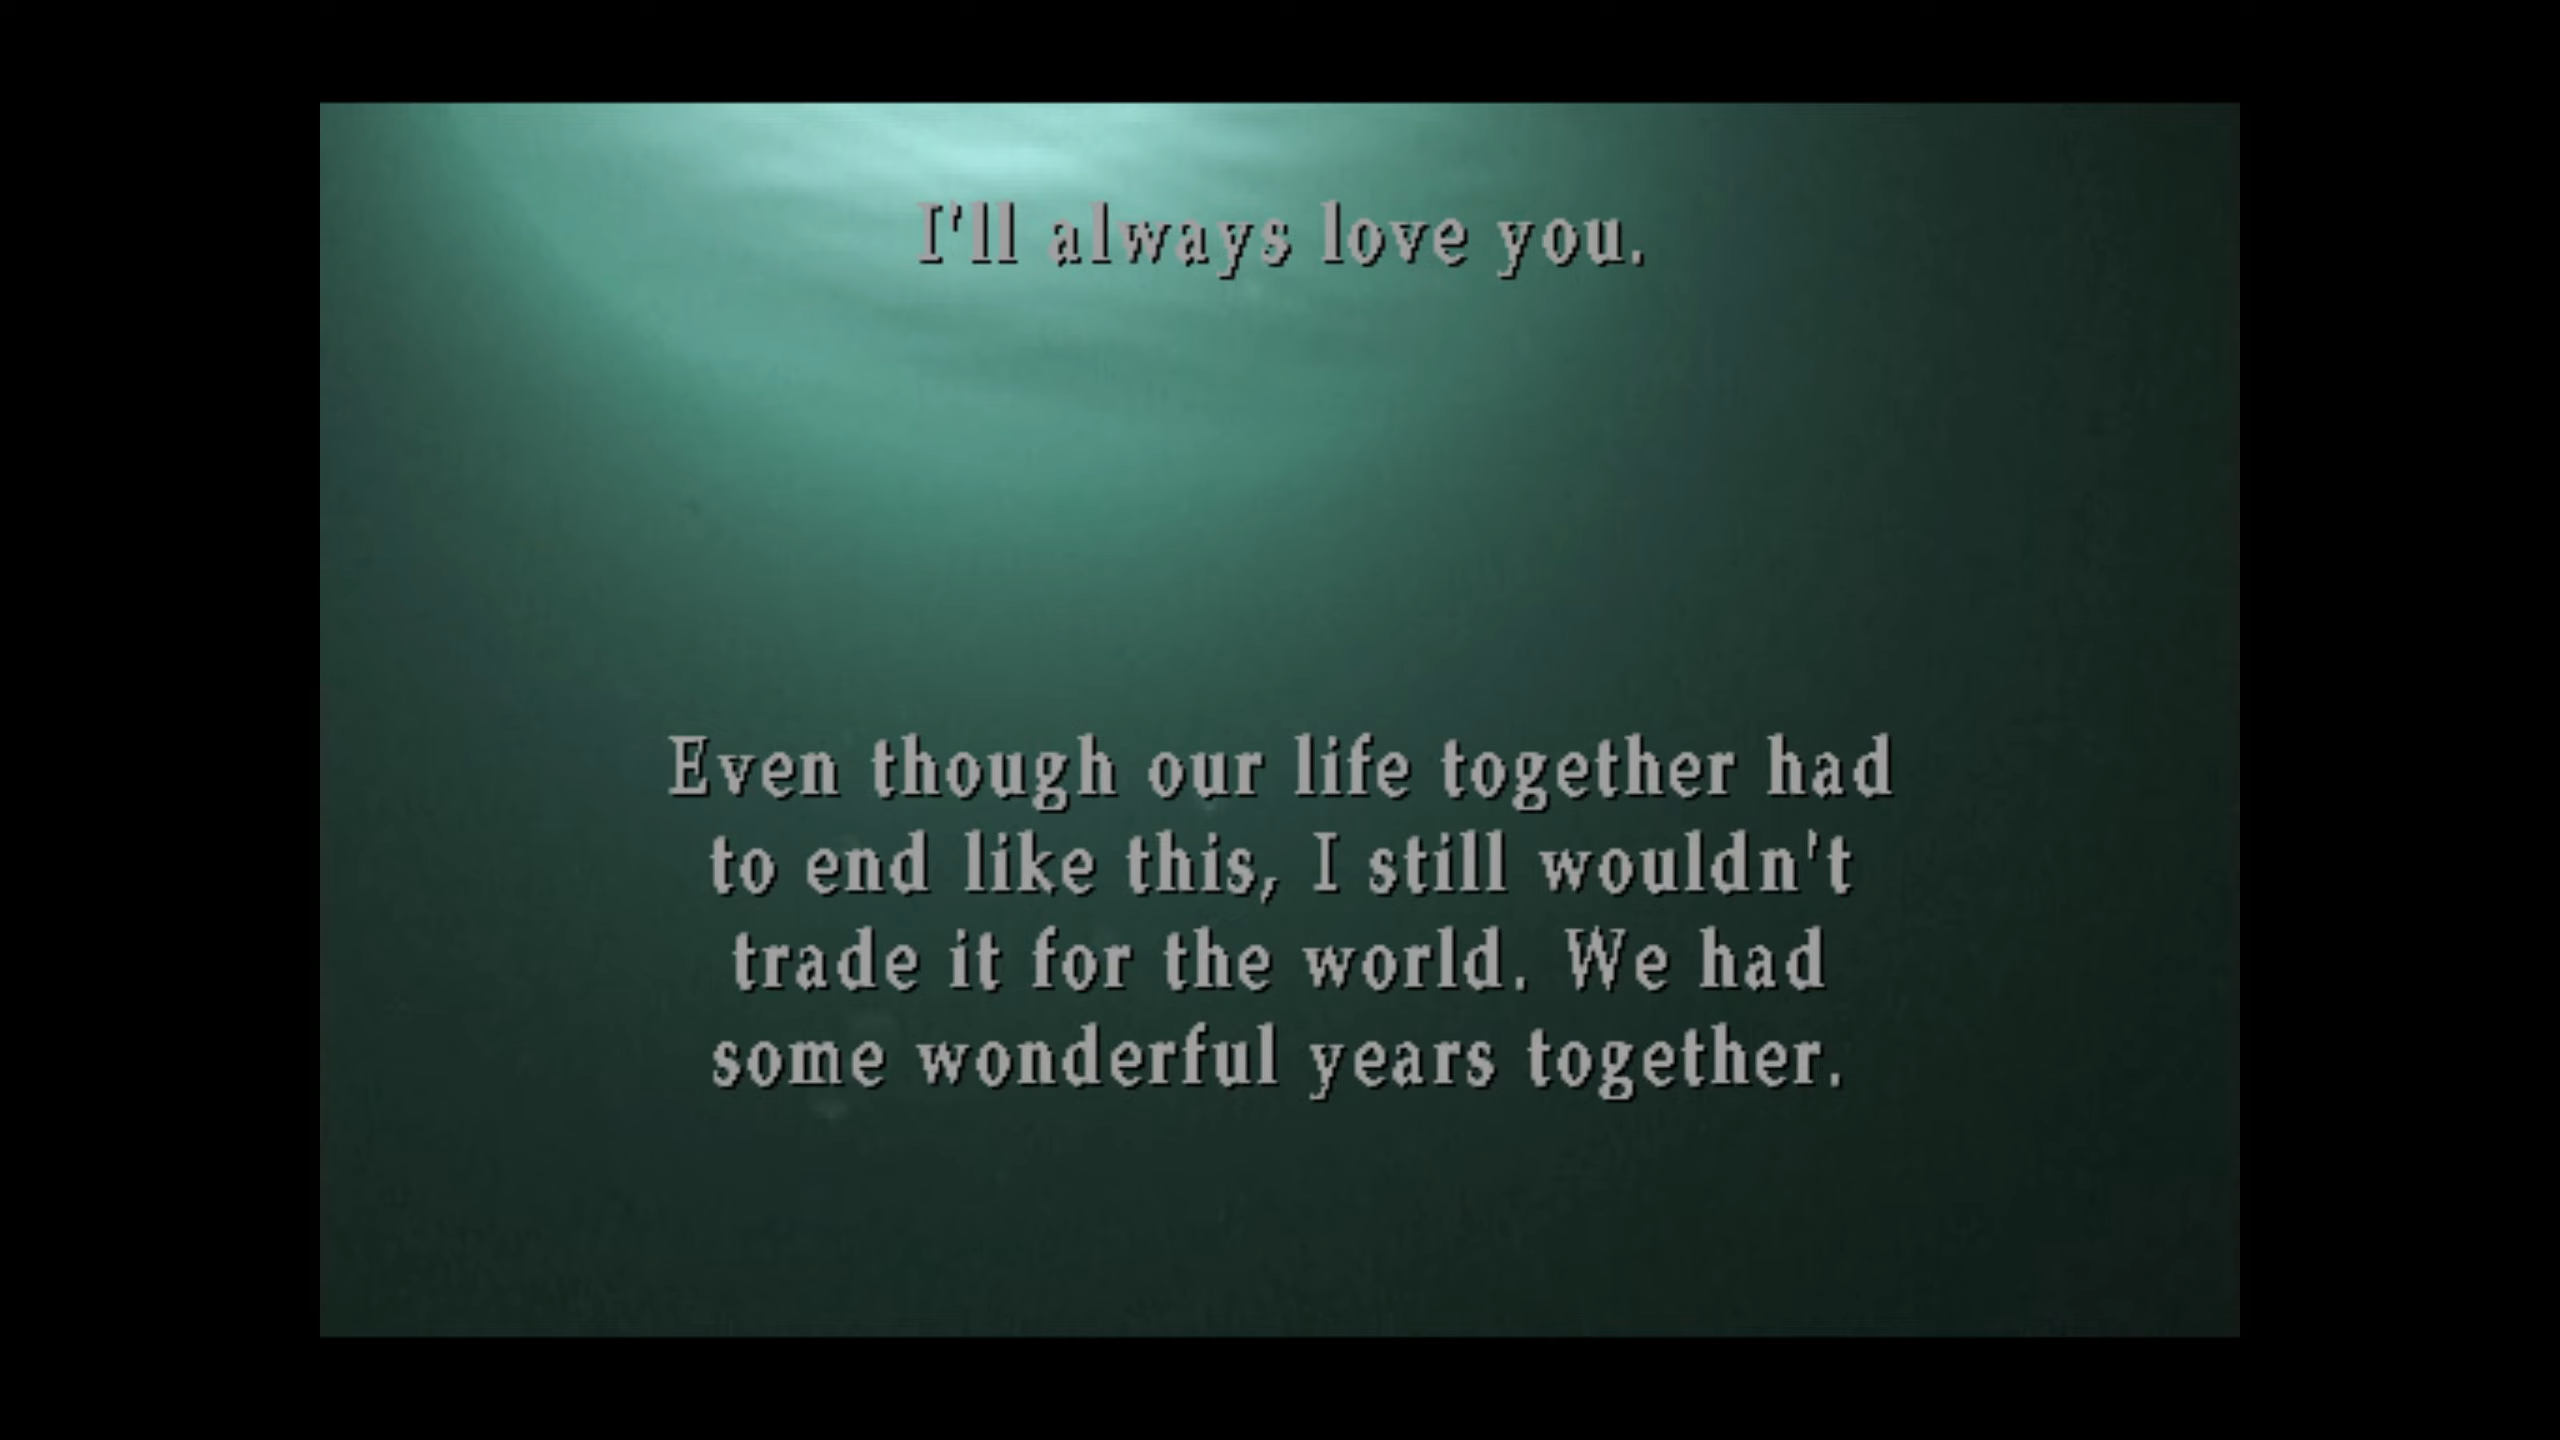 I'll always love you.
Even though our life together had
to end like this, I still wouldn't
trade it for the world. We had
some wonderful years together.